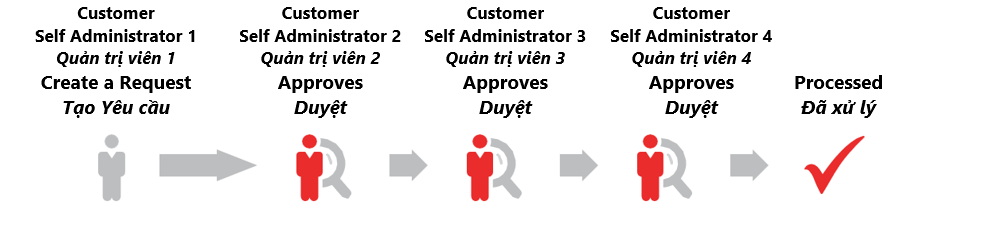 Customer
Self Administrator 1
Quản trị viên 1
Create a Request
Tạo Yêu cầu
Customer
Self Administrator 2
Quản trị viên 2
Approves
Duyệt
Customer
Self Administrator 3
Quản trị viên 3
Approves
Duyệt
Customer
Self Administrator 4
Quản trị viên 4
Approves
Duyệt
Processed
Đã xử lý